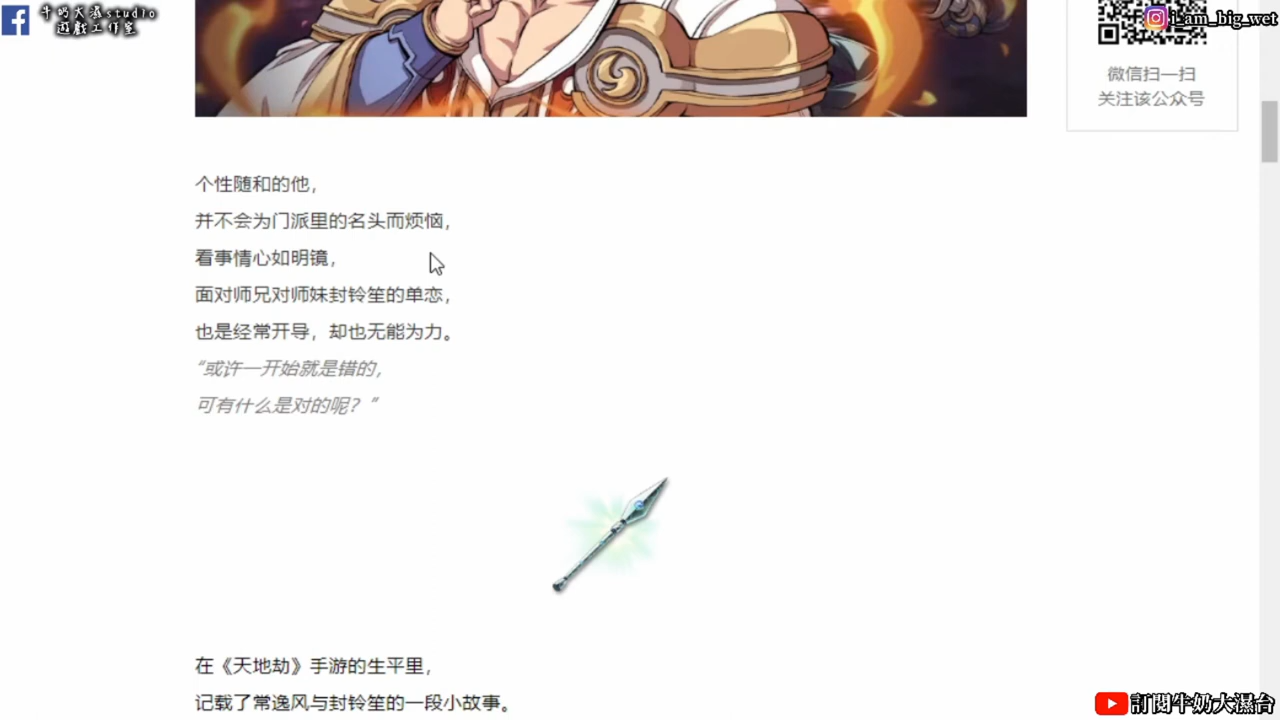 牛奶大濕studio
遊戲工作室
i_am_big_wet
微信扫一扫
关注该公众号
个性随和的他，
并不会为门派里的名头而烦恼，
看事情心如明镜，
面对师兄对师妹封铃笙的单恋，
也是经常开导，却也无能为力。
“或许一开始就是错的，
可有什么是对的呢？”
在《天地劫》手游的生平里，
记载了常逸风与封铃笙的一段小故事。
訂閱牛奶大濕台